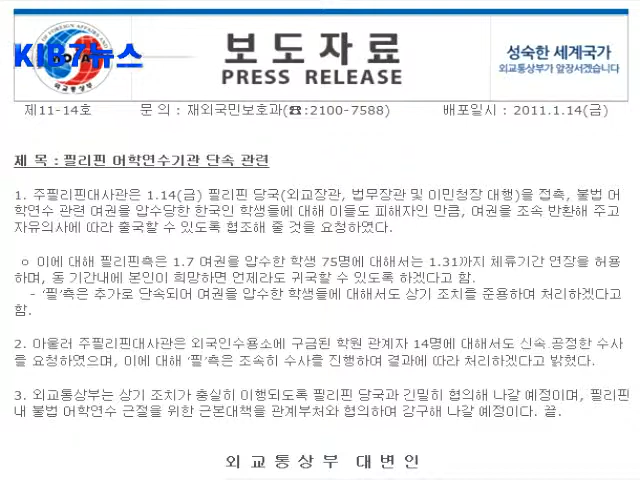 KIB7뉴스
보도자료
PRESS RELEASE
성숙한 세계국가
외교통상부가 앞장서겠습니다
외교통상부
제11-14호 문 의 : 재외국민보호과(☎:2100-7588) 배포일시 : 2011.1.14(금)
제 목 : 필리핀 어학연수기관 단속 관련
1. 주필리핀대사관은 1.14(금) 필리핀 당국(외교장관, 법무장관 및 이민청장 대행)을 접촉, 불법 어
학연수 관련 여권을 압수당한 한국인 학생들에 대해 이들도 피해자인 만큼, 여권을 조속 반환해 주고
자유의사에 따라 출국할 수 있도록 협조해 줄 것을 요청하였다.
o 이에 대해 필리핀측은 1.7 여권을 압수한 학생 75명에 대해서는 1.31까지 체류기간 연장을 허용
하며, 동 기간내에 본인이 희망하면 언제라도 귀국할 수 있도록 하겠다고 함.
- ‘필’측은 추가로 단속되어 여권을 압수한 학생들에 대해서도 상기 조치를 준용하여 처리하겠다고
함.
2. 아울러 주필리핀대사관은 외국인수용소에 구금된 학원 관계자 14명에 대해서도 신속·공정한 수사
를 요청하였으며, 이에 대해 ‘필’측은 조속히 수사를 진행하여 결과에 따라 처리하겠다고 밝혔다.
3. 외교통상부는 상기 조치가 충실히 이행되도록 필리핀 당국과 긴밀히 협의해 나갈 예정이며, 필리핀
내 불법 어학연수 근절을 위한 근본대책을 관계부처와 협의하여 강구해 나갈 예정이다. 끝.
외 교 통 상 부 대 변 인